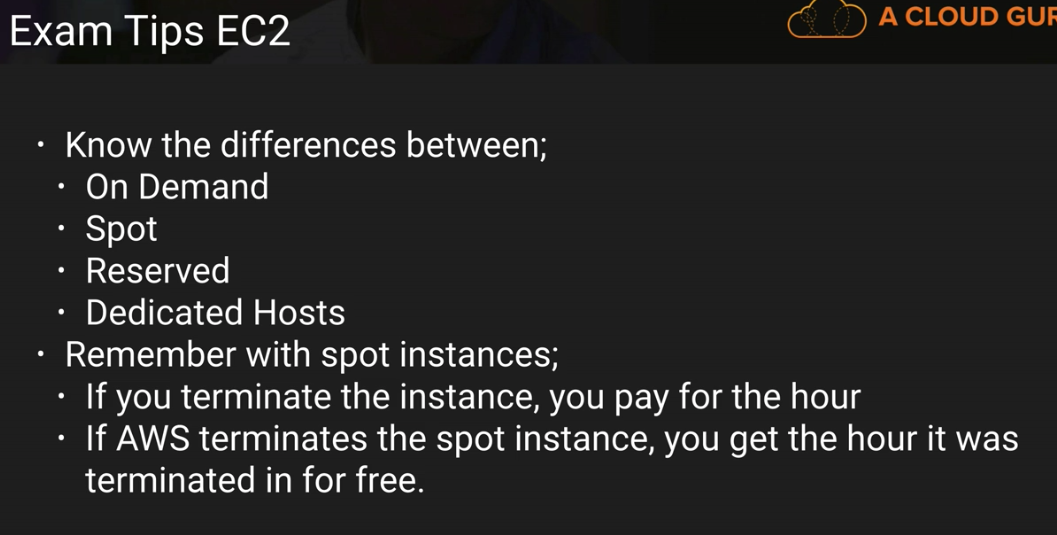 Exam Tips EC2
A CLOUD GUR
• Know the differences between;
• On Demand
• Spot
• Reserved
• Dedicated Hosts
• Remember with spot instances;
• If you terminate the instance, you pay for the hour
• If AWS terminates the spot instance, you get the hour it was
terminated in for free.